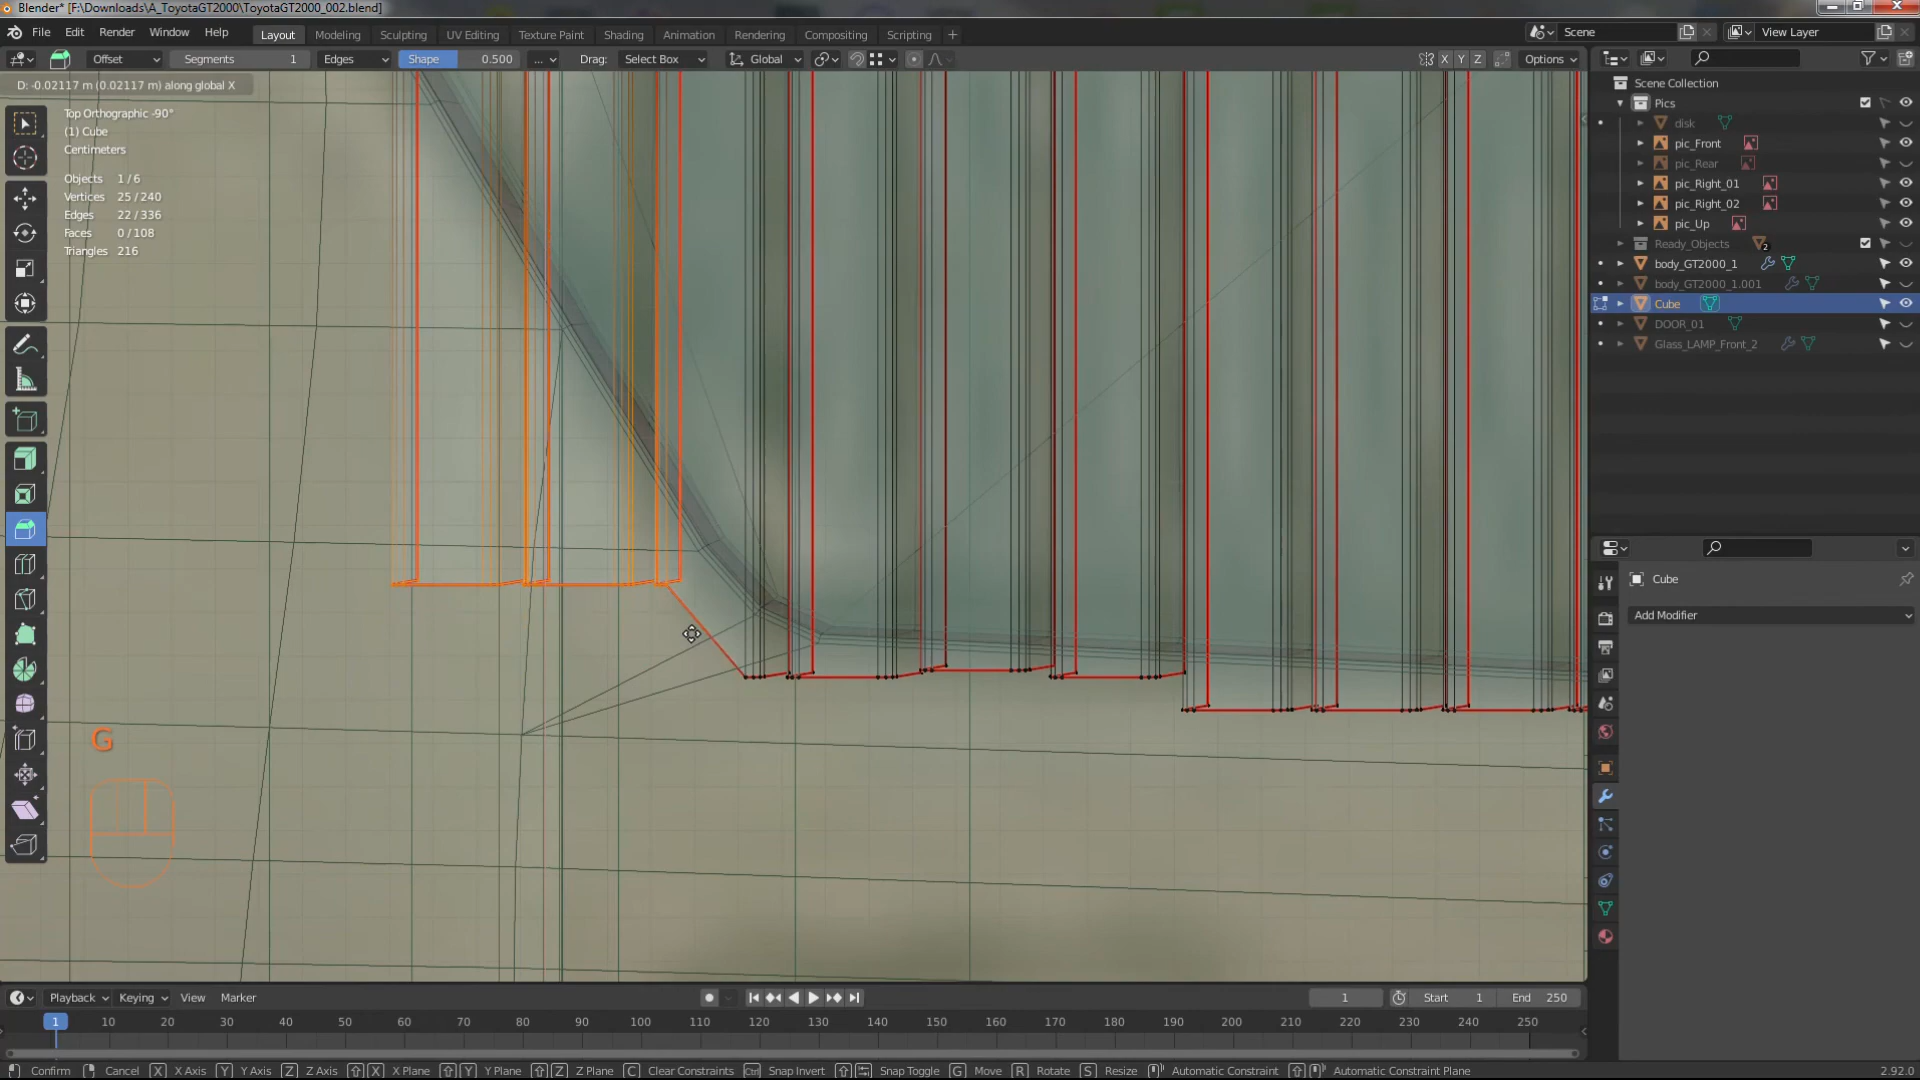 Blender* [F:\Downloads\A_ToyotaGT2000\ToyotaGT2000_002.blend]
File Edit Render Window Help Layout Modeling Sculpting UV Editing Texture Paint Shading Animation Rendering Compositing Scripting + Scene View Layer
Offset Segments 1 Edges Shape 0.500 ... Drag: Select Box Global X Y Z Options
D: -0.02117 m (0.02117 m) along global X
Top Orthographic -90°
(1) Cube
Centimeters
Objects 1/6
Vertices 25/240
Edges 22/336
Faces 0/108
Triangles 216
Scene Collection
Pics
disk
pic_Front
pic_Rear
pic_Right_01
pic_Right_02
pic_Up
Ready_Objects 2
body_GT2000_1
body_GT2000_1.001
Cube
DOOR_01
Glass_LAMP_Front_2
Cube
Add Modifier
G
Playback Keying View Marker 1 Start 1 End 250
1 10 20 30 40 50 60 70 80 90 100 110 120 130 140 150 160 170 180 190 200 210 220 230 240 250
Confirm Cancel X X Axis Y Y Axis Z Z Axis X X Plane Y Y Plane Z Z Plane C Clear Constraints Ctrl Snap Invert Snap Toggle G Move R Rotate S Resize Automatic Constraint Automatic Constraint Plane 2.92.0